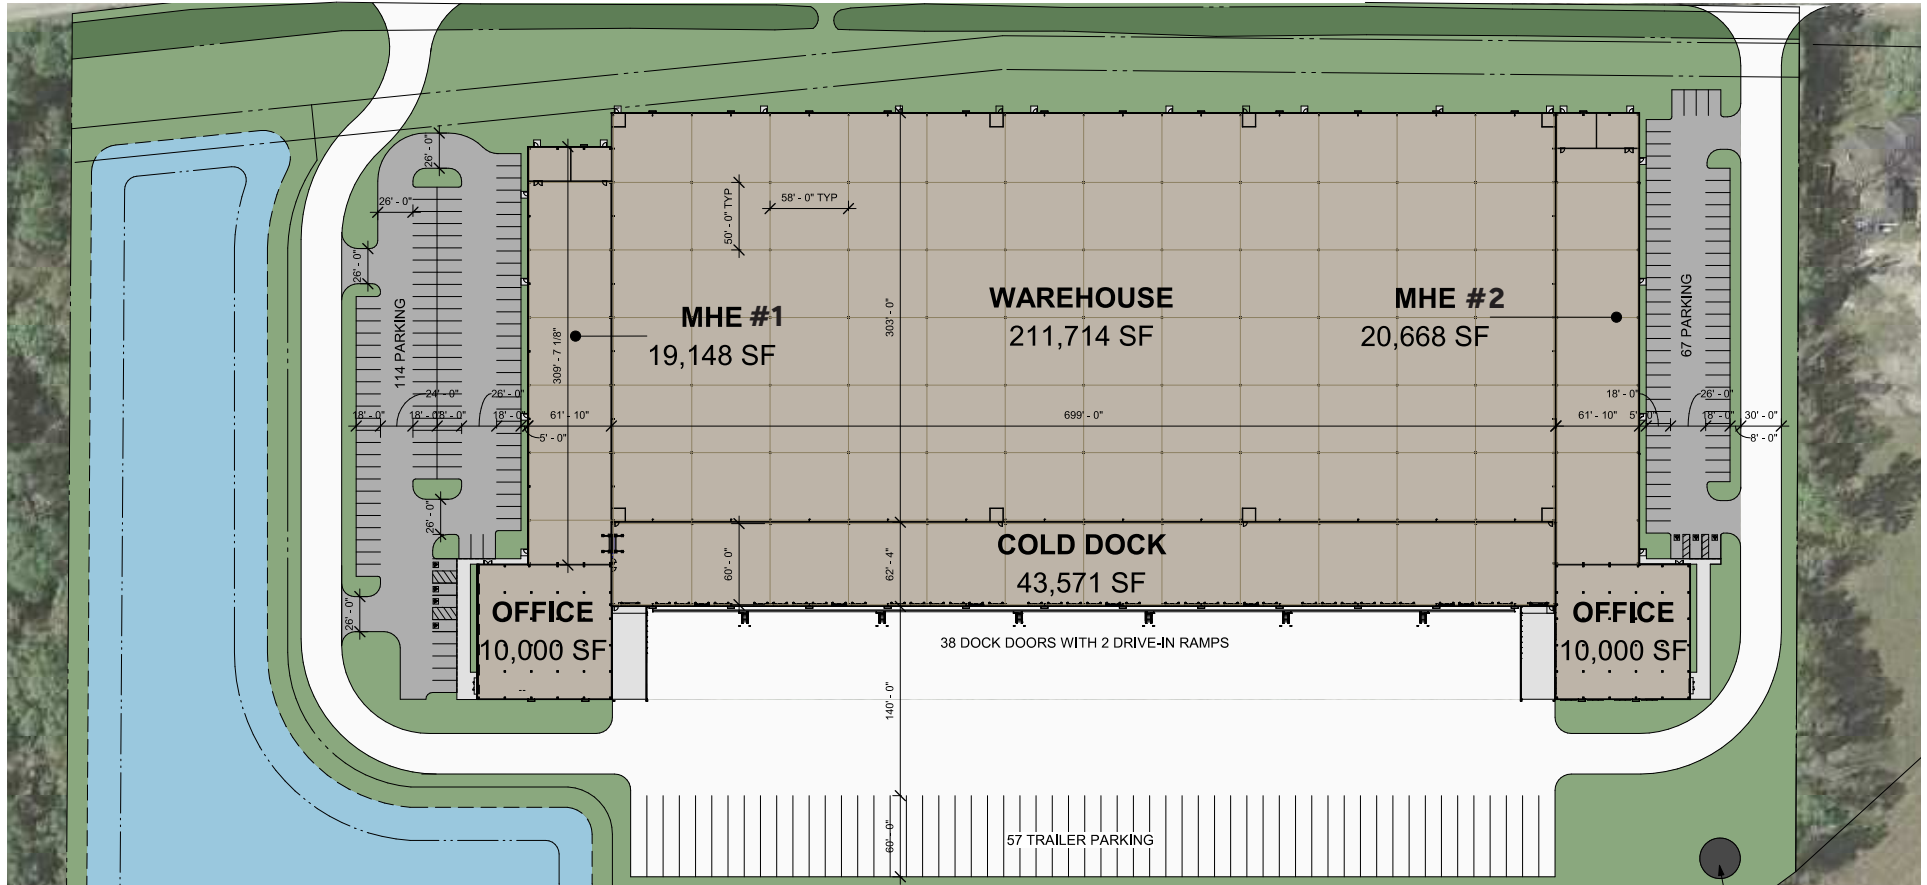 26' - 0"
26' - 0"
26' - 0"
114 PARKING
18' - 0"
24' - 0"
18' - 0"
18' - 0"
26' - 0"
18' - 0"
5' - 0"
61' - 10"
309' - 7 1/8"
26' - 0"
26' - 0"
50' - 0" TYP
58' - 0" TYP
MHE #1
19,148 SF
303' - 0"
WAREHOUSE
211,714 SF
MHE #2
20,668 SF
67 PARKING
699' - 0"
61' - 10"
18' - 0"
26' - 0"
5' - 0"
18' - 0"
30' - 0"
8' - 0"
60' - 0"
62' - 4"
COLD DOCK
43,571 SF
OFFICE
10,000 SF
OFFICE
10,000 SF
38 DOCK DOORS WITH 2 DRIVE-IN RAMPS
140' - 0"
60' - 0"
57 TRAILER PARKING